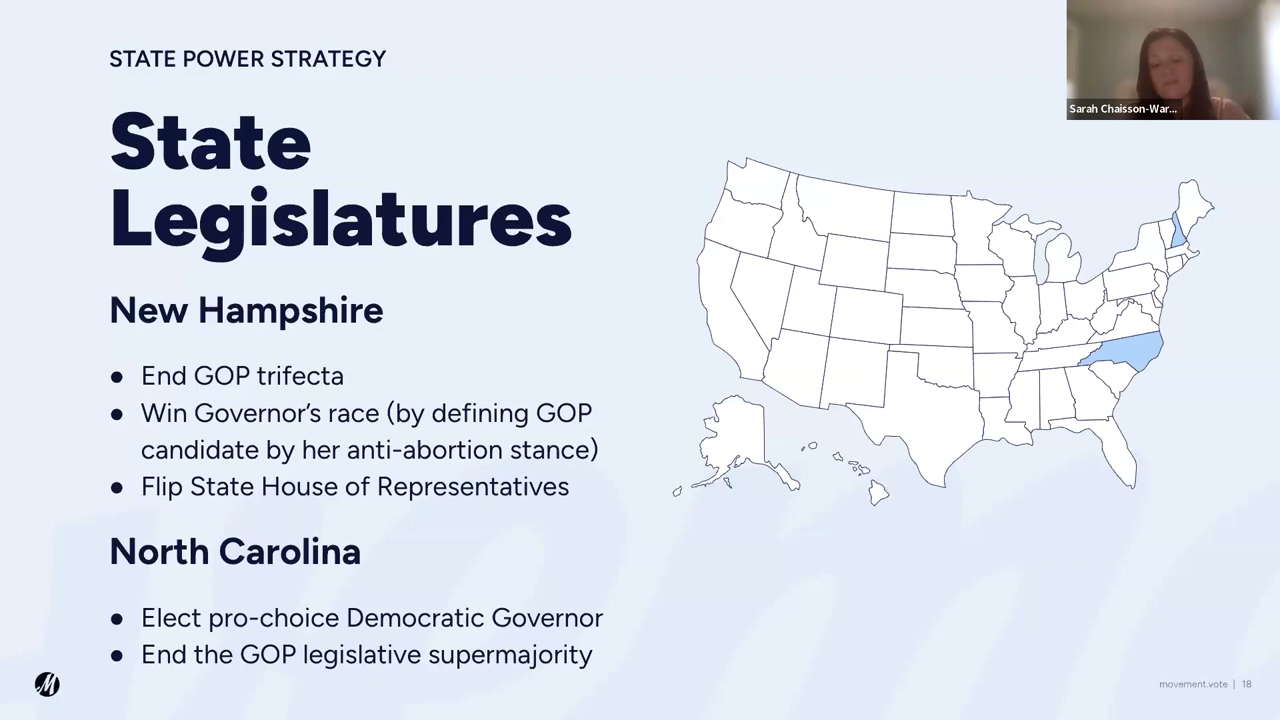 STATE POWER STRATEGY
Sarah Chaisson-War...
State
Legislatures
New Hampshire
● End GOP trifecta
● Win Governor’s race (by defining GOP
candidate by her anti-abortion stance)
● Flip State House of Representatives
North Carolina
● Elect pro-choice Democratic Governor
● End the GOP legislative supermajority
M
movement.vote | 18